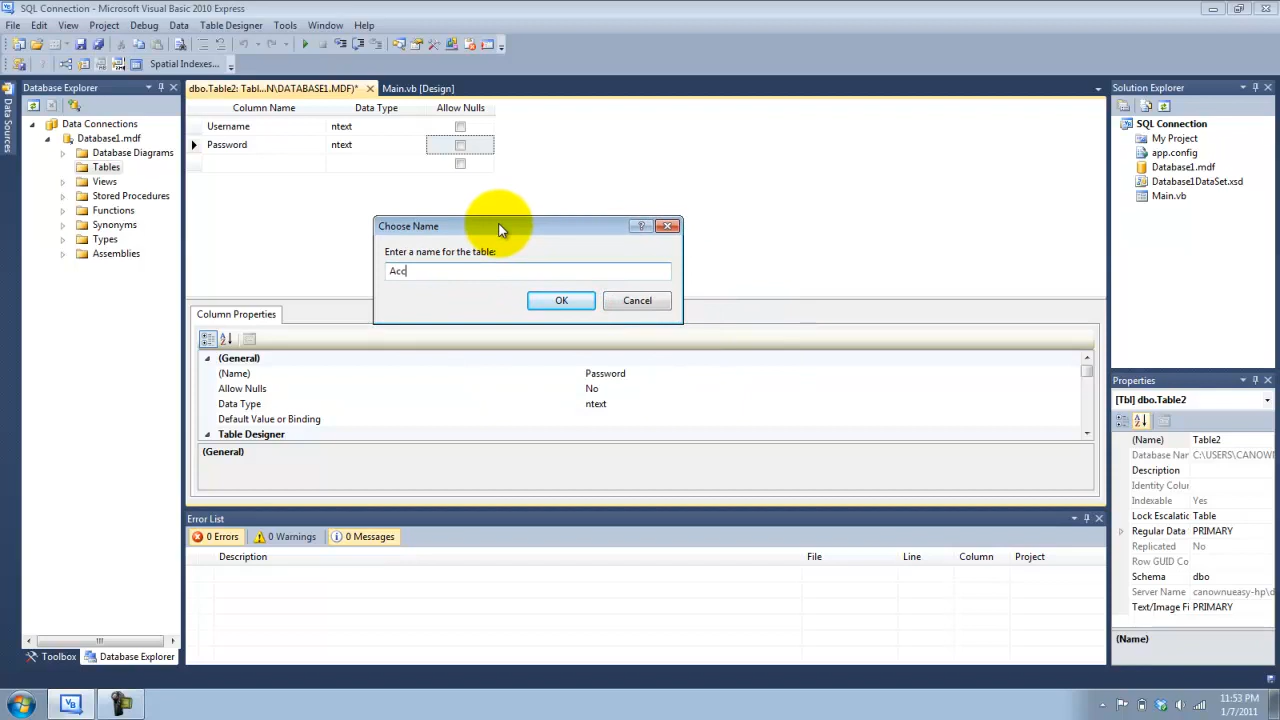 SQL Connection - Microsoft Visual Basic 2010 Express
File Edit View Project Debug Data Table Designer Tools Window Help
Spatial Indexes...
Data Sources
Database Explorer
Data Connections
Database1.mdf
Database Diagrams
Tables
Views
Stored Procedures
Functions
Synonyms
Types
Assemblies
Toolbox
Database Explorer
dbo.Table2: Tabl...N\DATABASE1.MDF)*
Main.vb [Design]
Column Name Data Type Allow Nulls
Username ntext
Password ntext
Choose Name
Enter a name for the table:
Acc
OK
Cancel
Column Properties
(General)
(Name) Password
Allow Nulls No
Data Type ntext
Default Value or Binding
Table Designer
(General)
Error List
0 Errors
0 Warnings
0 Messages
Description File Line Column Project
Solution Explorer
SQL Connection
My Project
app.config
Database1.mdf
Database1DataSet.xsd
Main.vb
Properties
[Tbl] dbo.Table2
(Name) Table2
Database Nar C:\USERS\CANOWN
Description
Identity Colur
Indexable Yes
Lock Escalatic Table
Regular Data PRIMARY
Replicated No
Row GUID Co
Schema dbo
Server Name canownueasy-hp\d
Text/Image Fi PRIMARY
(Name)
11:53 PM
1/7/2011